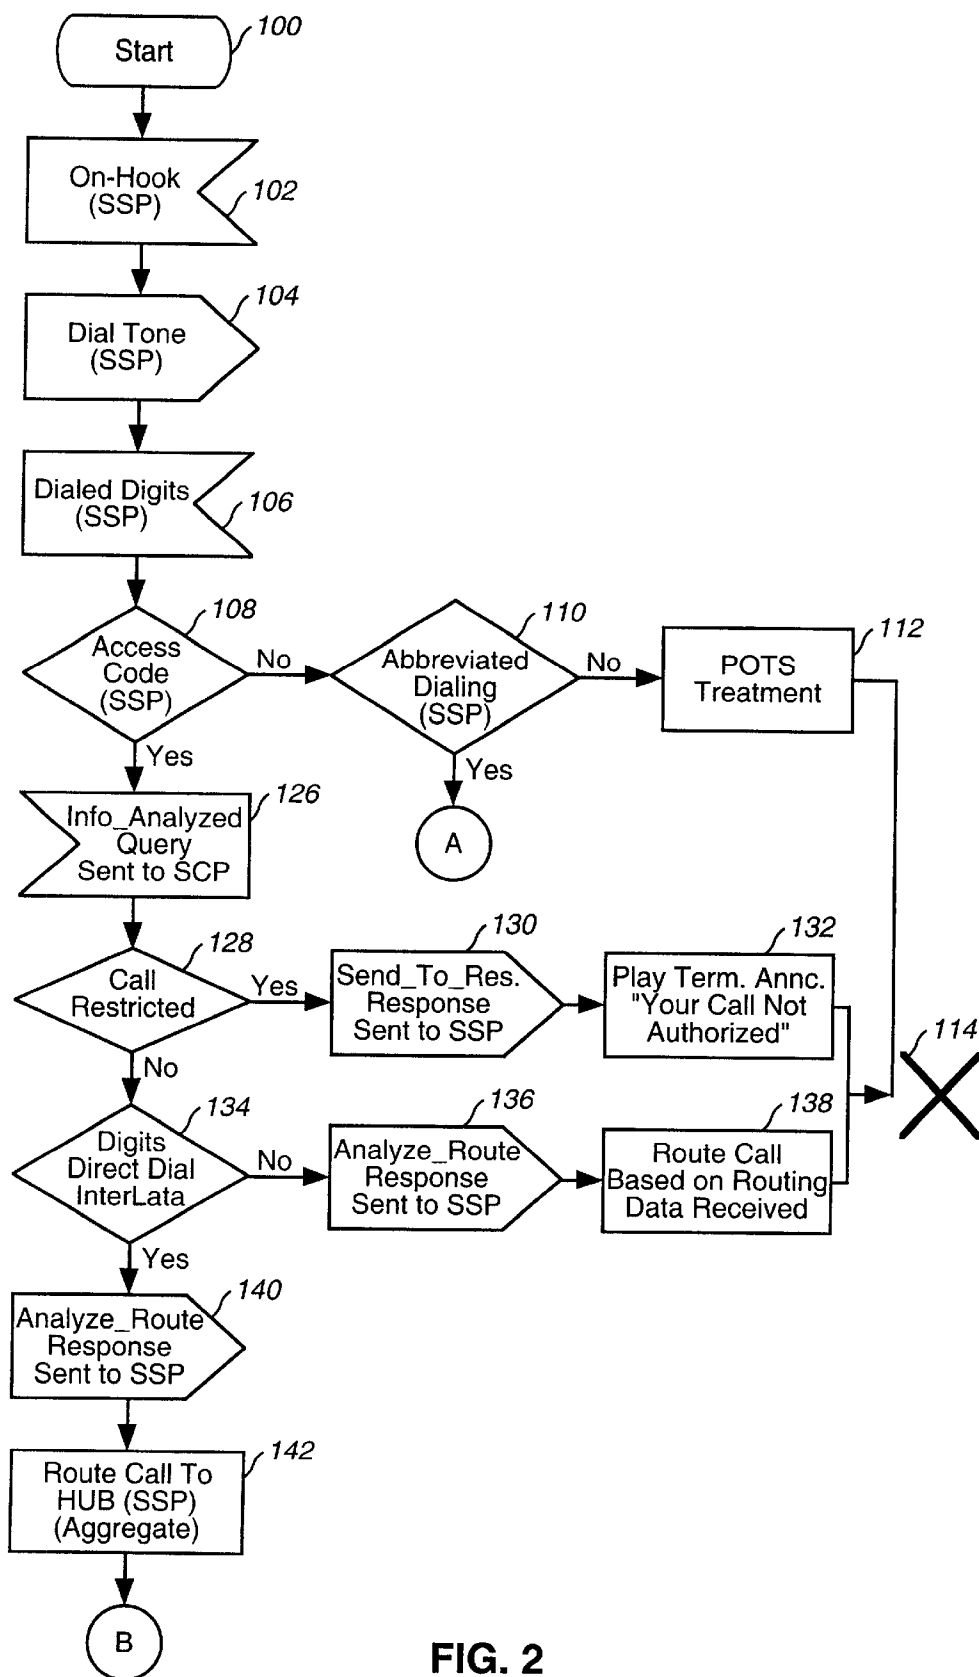 Start
100
On-Hook
(SSP)
102
Dial Tone
(SSP)
104
Dialed Digits
(SSP)
106
Access
Code
(SSP)
108
No
Yes
Abbreviated
Dialing
(SSP)
110
No
Yes
POTS
Treatment
112
A
Info_Analyzed
Query
Sent to SCP
126
Call
Restricted
128
Yes
No
Send_To_Res.
Response
Sent to SSP
130
Play Term. Annc.
"Your Call Not
Authorized"
132
114
Digits
Direct Dial
InterLata
134
No
Yes
Analyze_Route
Response
Sent to SSP
136
Route Call
Based on Routing
Data Received
138
Analyze_Route
Response
Sent to SSP
140
Route Call To
HUB (SSP)
(Aggregate)
142
B
FIG. 2